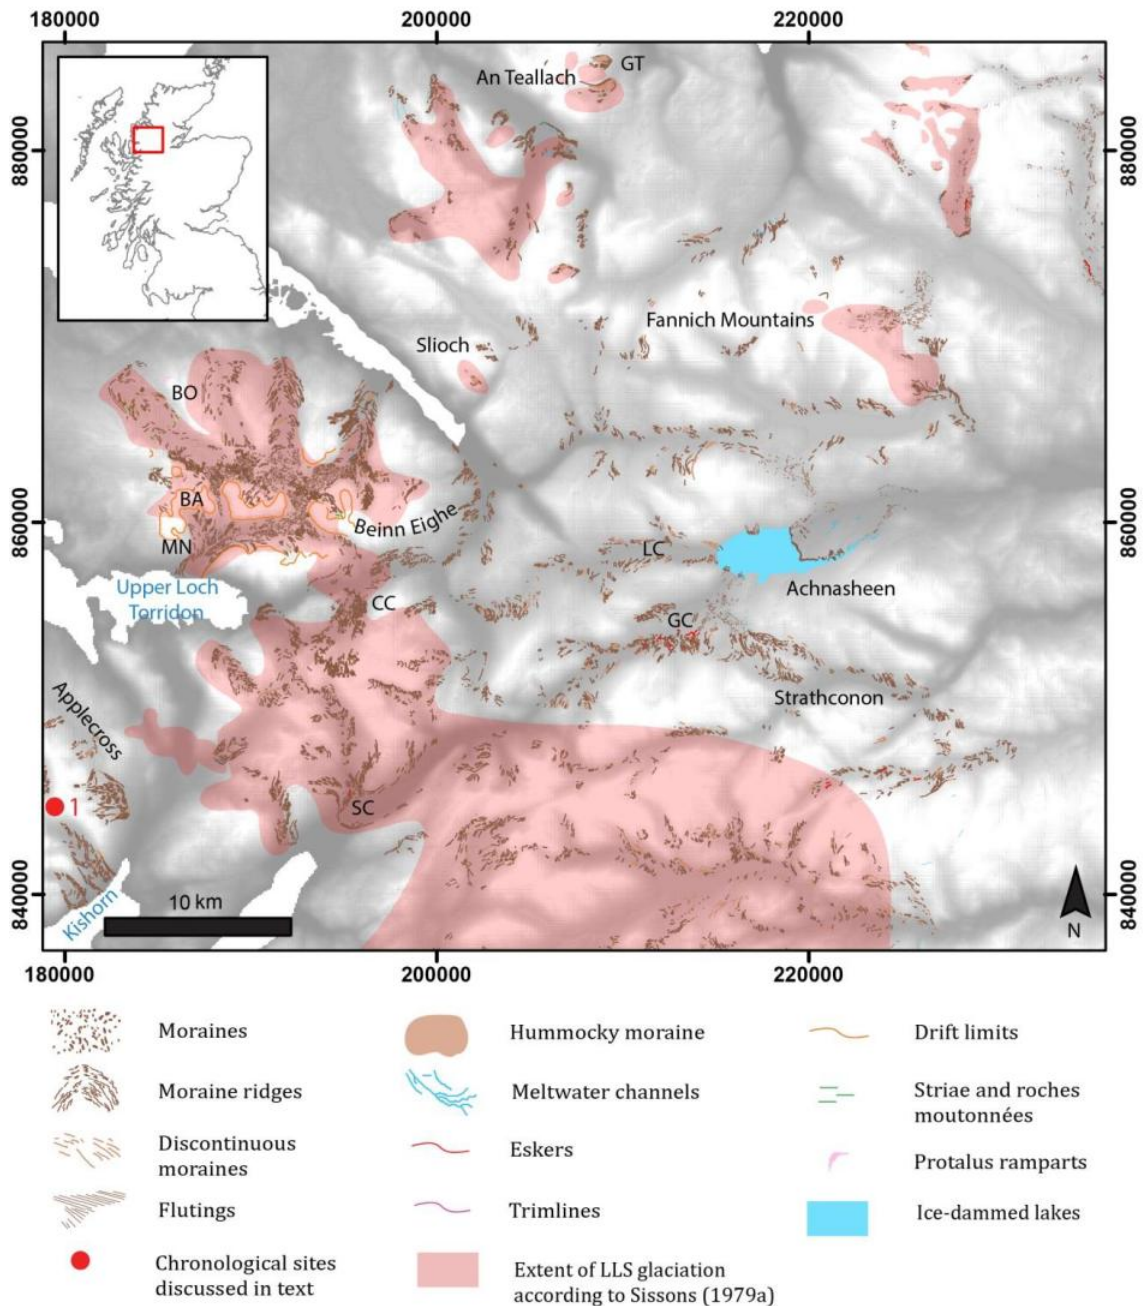 180000
200000
220000
880000
860000
840000
880000
860000
840000
An Teallach
GT
Fannich Mountains
Slioch
BO
BA
Beinn Eighe
MN
LC
Upper Loch
Torridon
CC
Achnasheen
GC
Applecross
Strathconon
1
SC
Kishorn
10 km
N
180000
200000
220000
Moraines
Hummocky moraine
Drift limits
Moraine ridges
Meltwater channels
Striae and roches
moutonnées
Discontinuous
moraines
Eskers
Protalus ramparts
Flutings
Trimlines
Ice-dammed lakes
Chronological sites
discussed in text
Extent of LLS glaciation
according to Sissons (1979a)